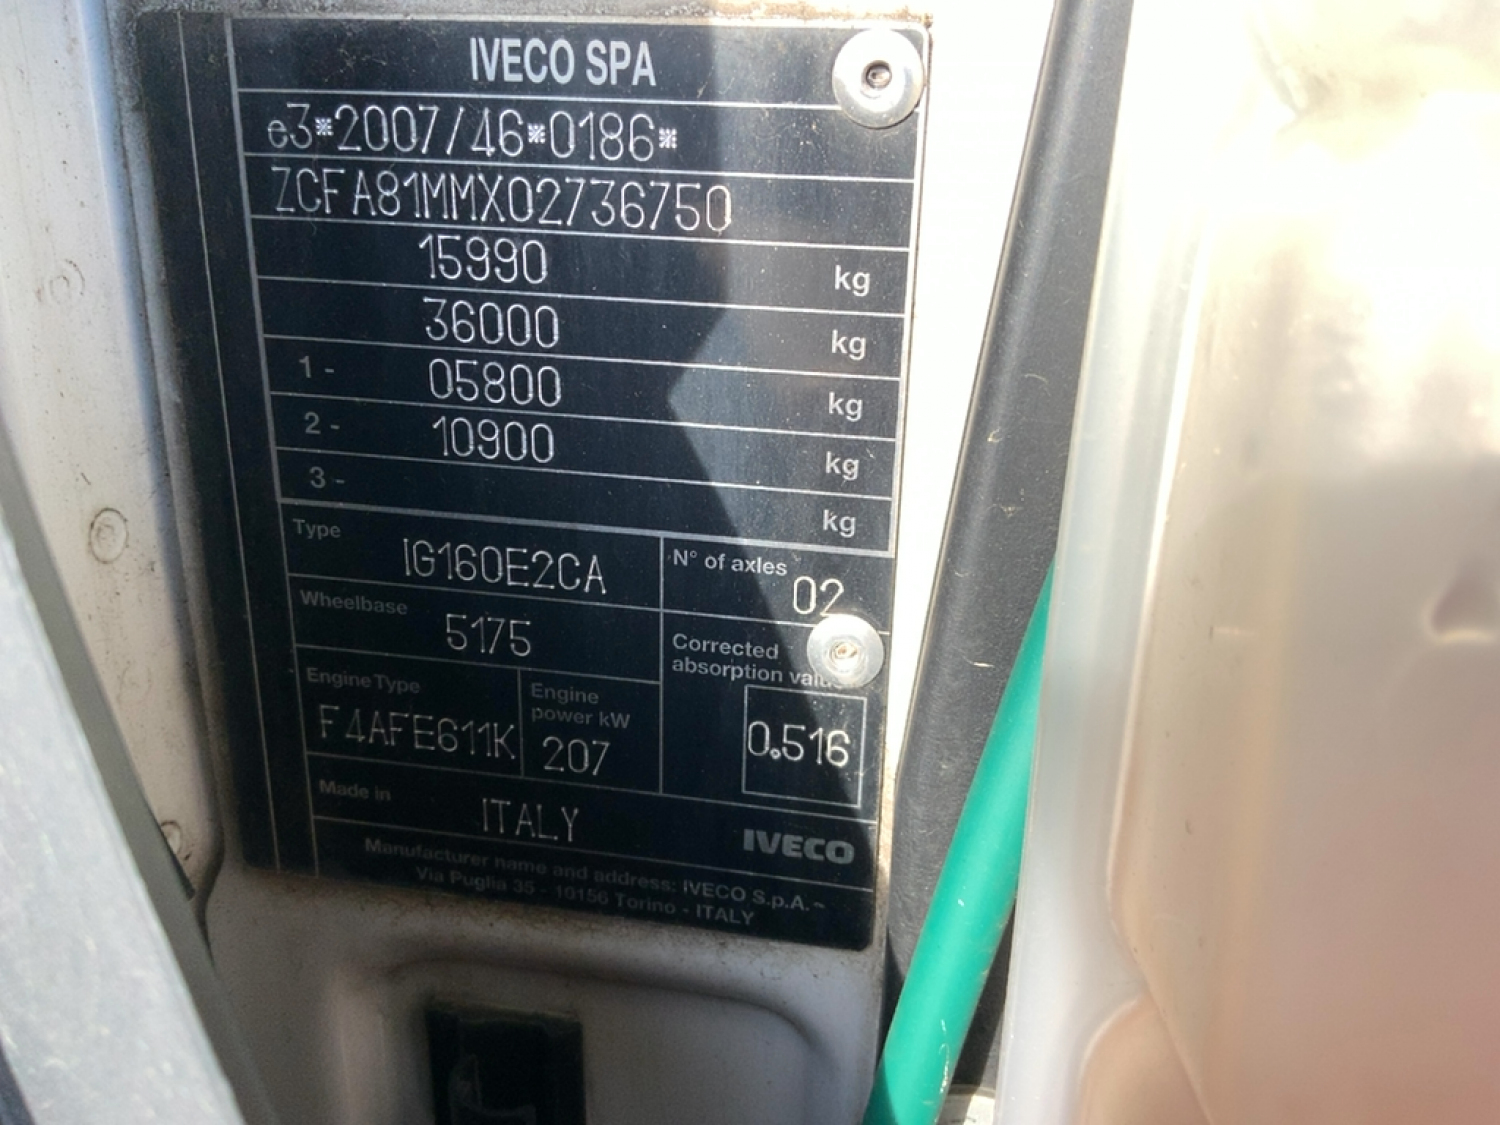 IVECO SPA
e3*2007/46*0186*
ZCFA81MMX02736750
15990 kg
36000 kg
1- 05800 kg
2- 10900 kg
3- kg
Type IG160E2CA
N° of axles 02
Wheelbase 5175
Corrected absorption value
0.516
Engine Type F4AFE611K
Engine power kW 207
Made in ITALY
IVECO
Manufacturer name and address: IVECO S.p.A. -
Via Puglia 35 - 10156 Torino - ITALY